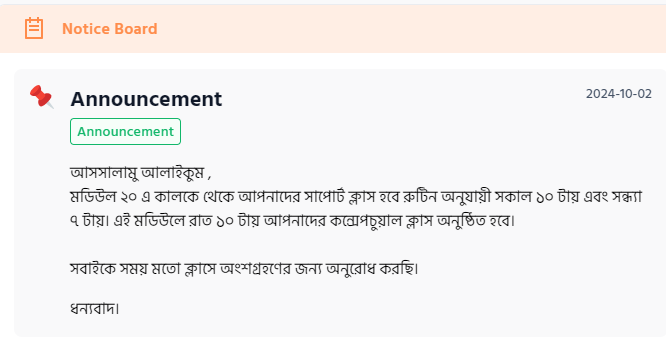 Notice Board
Announcement
2024-10-02
Announcement
আসসালামু আলাইকুম ,
মডিউল ২০ এ কালকে থেকে আপনাদের সাপোর্ট ক্লাস হবে রুটিন অনুযায়ী সকাল ১০ টায় এবং সন্ধ্যা
৭ টায়। এই মডিউলে রাত ১০ টায় আপনাদের কন্সেপচুয়াল ক্লাস অনুষ্ঠিত হবে।
সবাইকে সময় মতো ক্লাসে অংশগ্রহণের জন্য অনুরোধ করছি।
ধন্যবাদ।